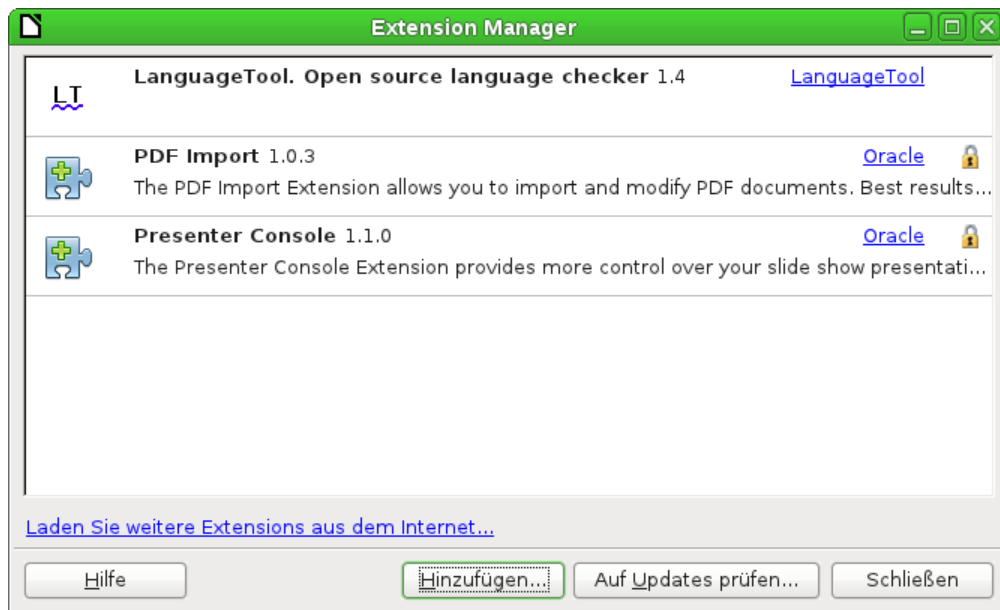 Extension Manager
LT LanguageTool. Open source language checker 1.4 LanguageTool
PDF Import 1.0.3 Oracle
The PDF Import Extension allows you to import and modify PDF documents. Best results...
Presenter Console 1.1.0 Oracle
The Presenter Console Extension provides more control over your slide show presentati...
Laden Sie weitere Extensions aus dem Internet...
Hilfe Hinzufügen... Auf Updates prüfen... Schließen